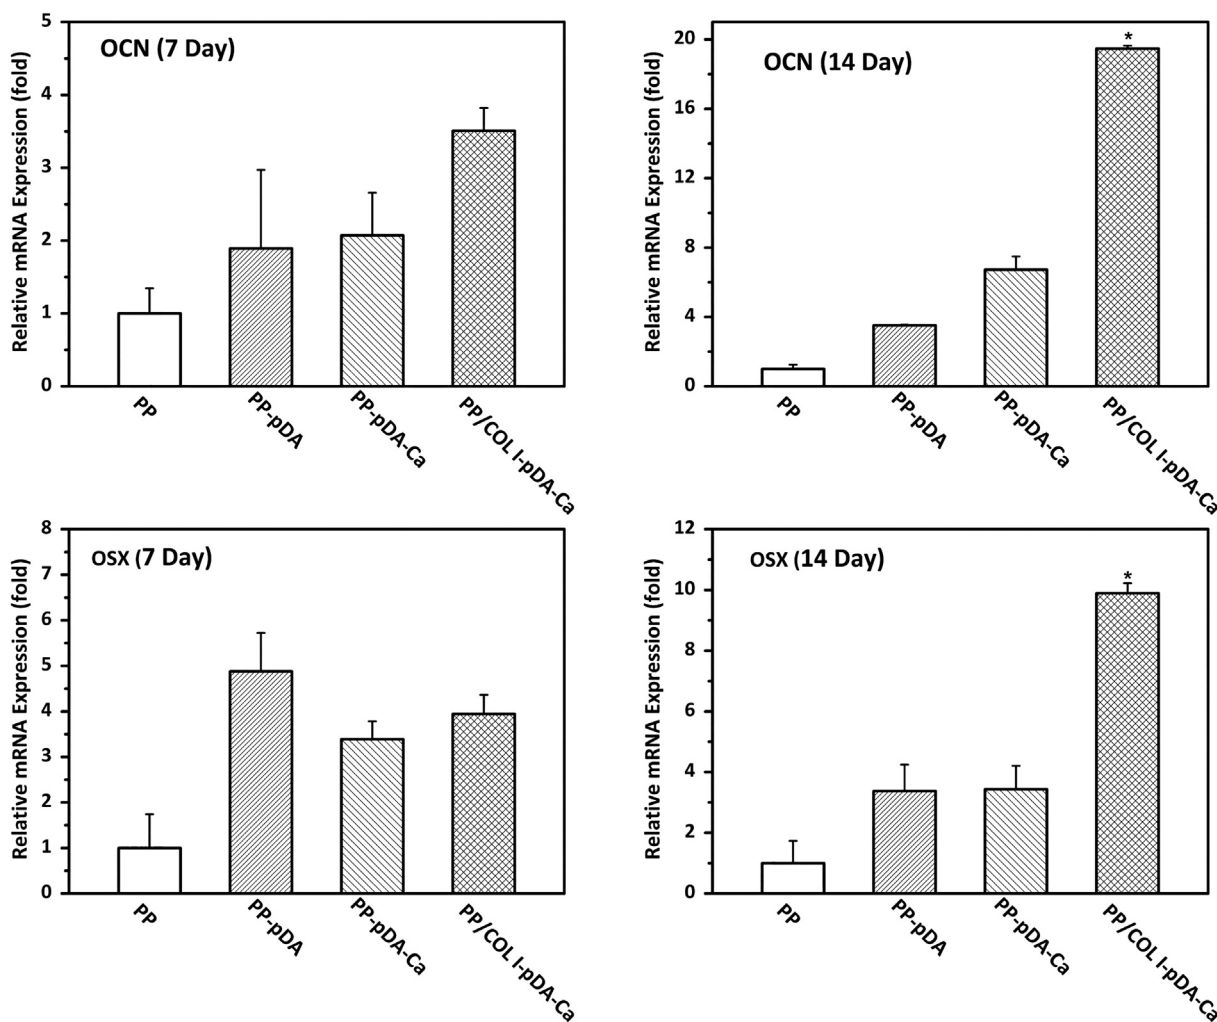 OCN (7 Day)
Relative mRNA Expression (fold)
5
4
3
2
1
0
PP
PP-pDA
PP-pDA-Ca
PP/COL I-pDA-Ca
OCN (14 Day)
Relative mRNA Expression (fold)
20
16
12
8
4
0
*
PP
PP-pDA
PP-pDA-Ca
PP/COL I-pDA-Ca
OSX (7 Day)
Relative mRNA Expression (fold)
8
7
6
5
4
3
2
1
0
PP
PP-pDA
PP-pDA-Ca
PP/COL I-pDA-Ca
OSX (14 Day)
Relative mRNA Expression (fold)
12
10
8
6
4
2
0
*
PP
PP-pDA
PP-pDA-Ca
PP/COL I-pDA-Ca